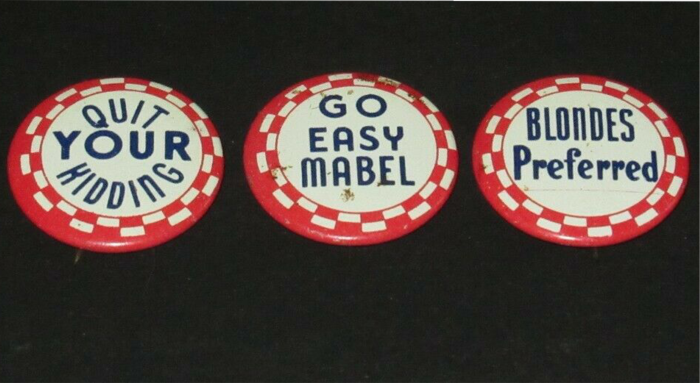 QUIT
YOUR
KIDDING
GO
EASY
MABEL
BLONDES
Preferred